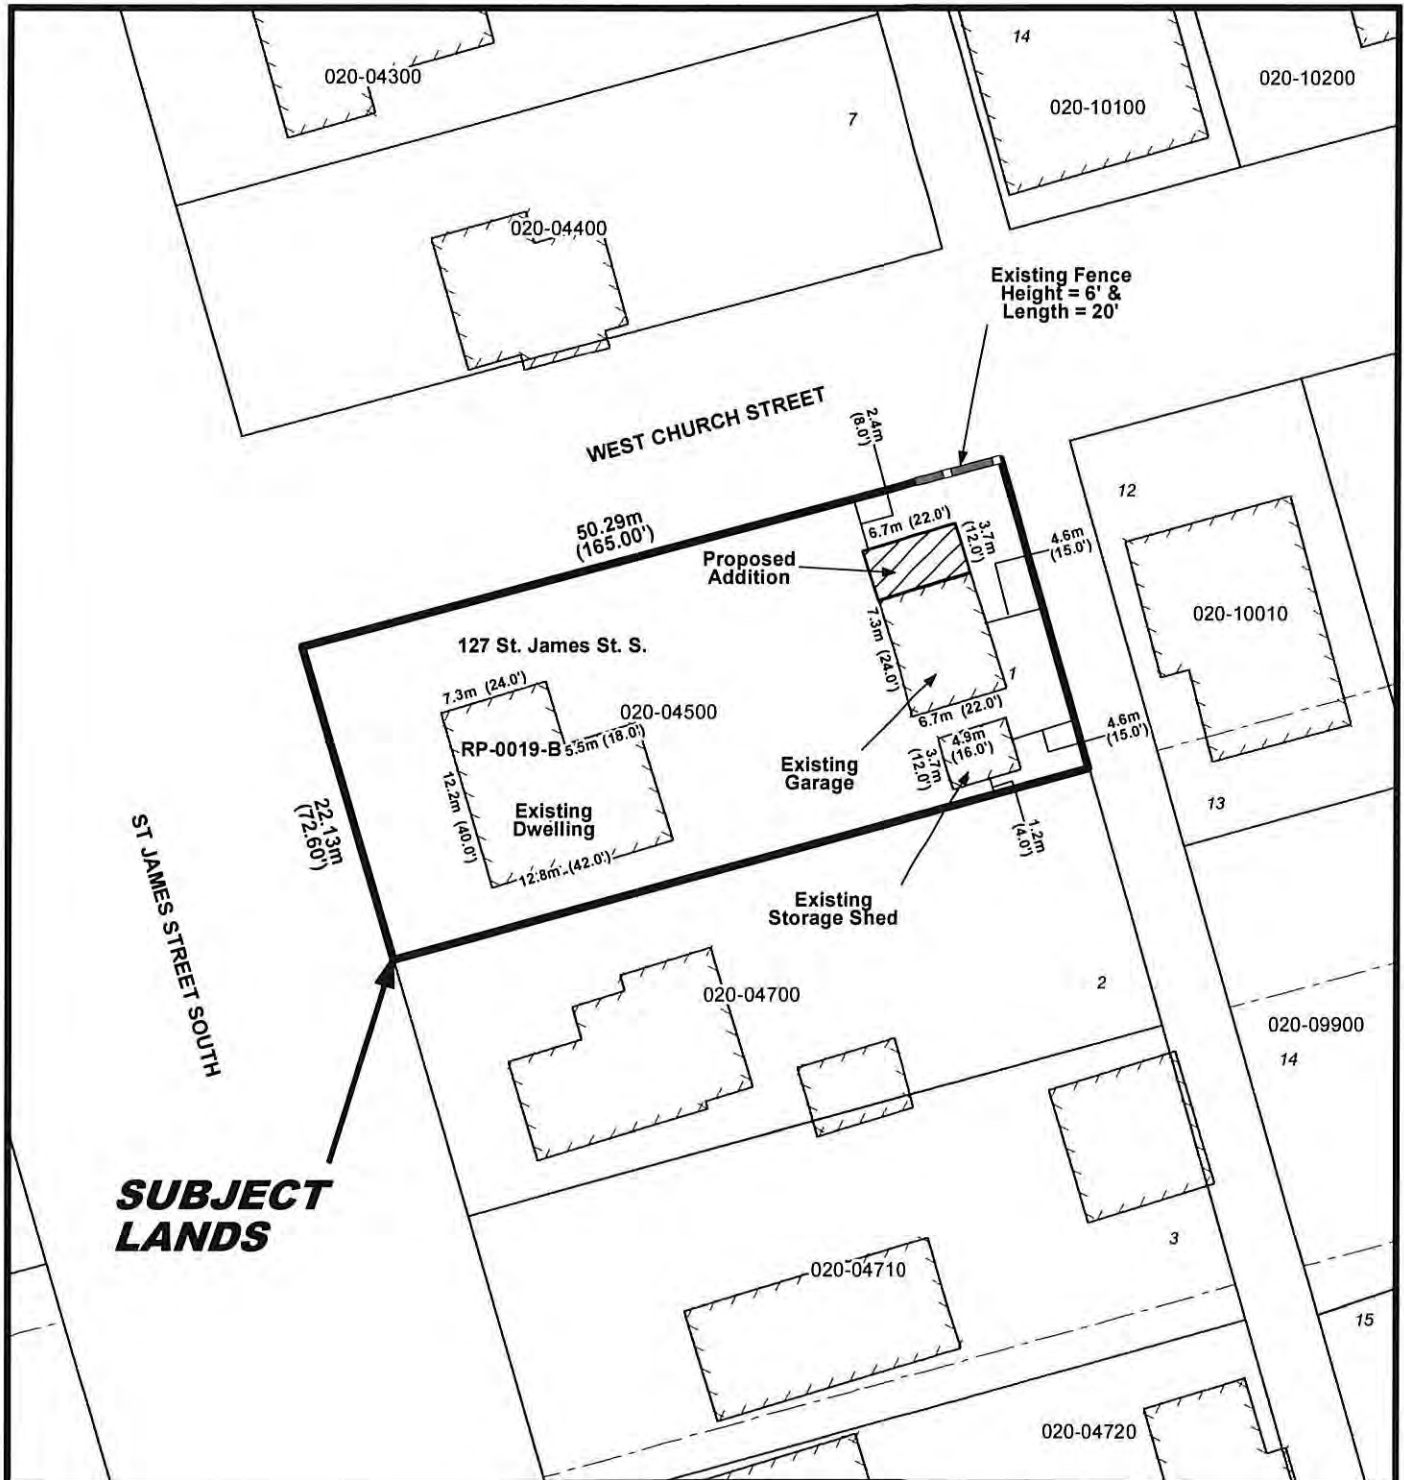 020-04300
14
020-10100
020-10200
7
020-04400
Existing Fence
Height = 6' &
Length = 20'
WEST CHURCH STREET
2.4m
(8.0')
12
50.29m
(165.00')
6.7m (22.0')
3.7m
(12.0')
4.6m
(15.0')
Proposed
Addition
020-10010
127 St. James St. S.
7.3m (24.0')
7.3m (24.0')
1
020-04500
6.7m (22.0')
RP-0019-B
5.5m (18.0')
4.9m
(16.0')
4.6m
(15.0')
3.7m
(12.0')
Existing
Garage
12.2m (40.0')
Existing
Dwelling
22.13m
(72.60')
13
1.2m
(4.0')
12.8m (42.0')
ST JAMES STREET SOUTH
Existing
Storage Shed
020-04700
2
020-09900
14
SUBJECT
LANDS
3
020-04710
15
020-04720